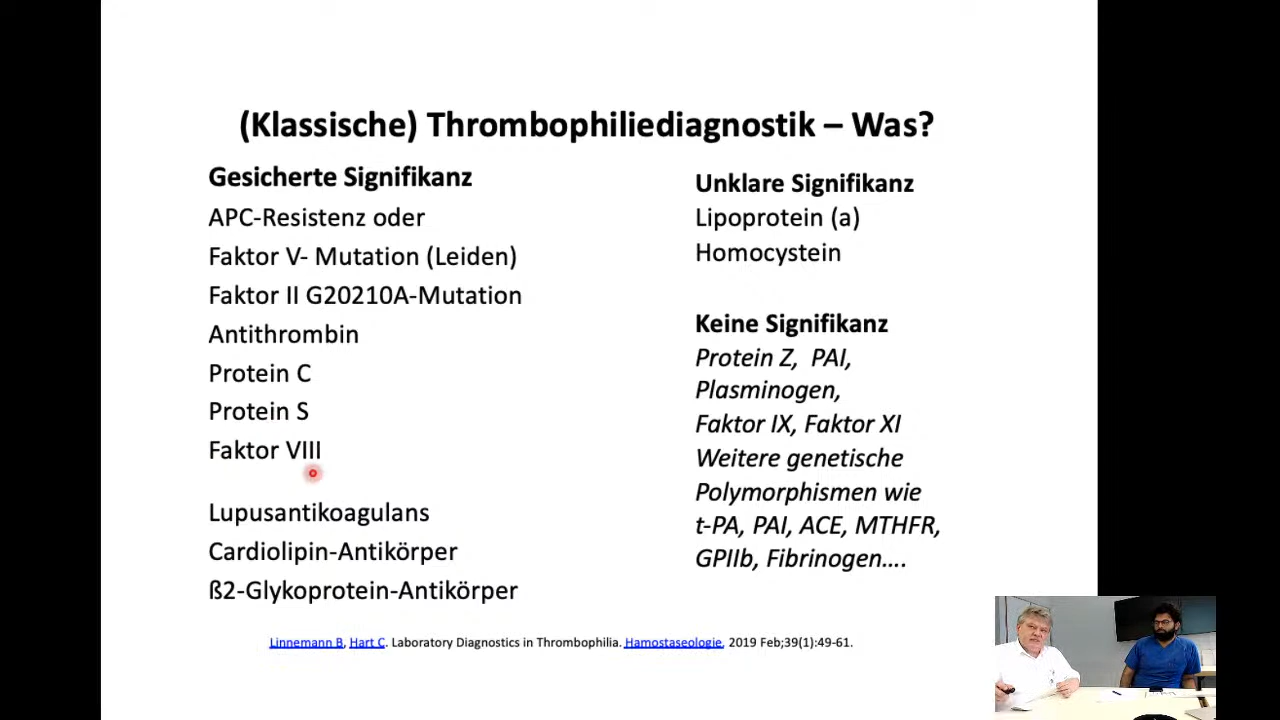 (Klassische) Thrombophiliediagnostik – Was?
Gesicherte Signifikanz
APC-Resistenz oder
Faktor V- Mutation (Leiden)
Faktor II G20210A-Mutation
Antithrombin
Protein C
Protein S
Faktor VIII
Lupusantikoagulans
Cardiolipin-Antikörper
ß2-Glykoprotein-Antikörper
Unklare Signifikanz
Lipoprotein (a)
Homocystein
Keine Signifikanz
Protein Z, PAI,
Plasminogen,
Faktor IX, Faktor XI
Weitere genetische
Polymorphismen wie
t-PA, PAI, ACE, MTHFR,
GPIIb, Fibrinogen....
Linnemann B, Hart C. Laboratory Diagnostics in Thrombophilia. Hamostaseologie. 2019 Feb;39(1):49-61.